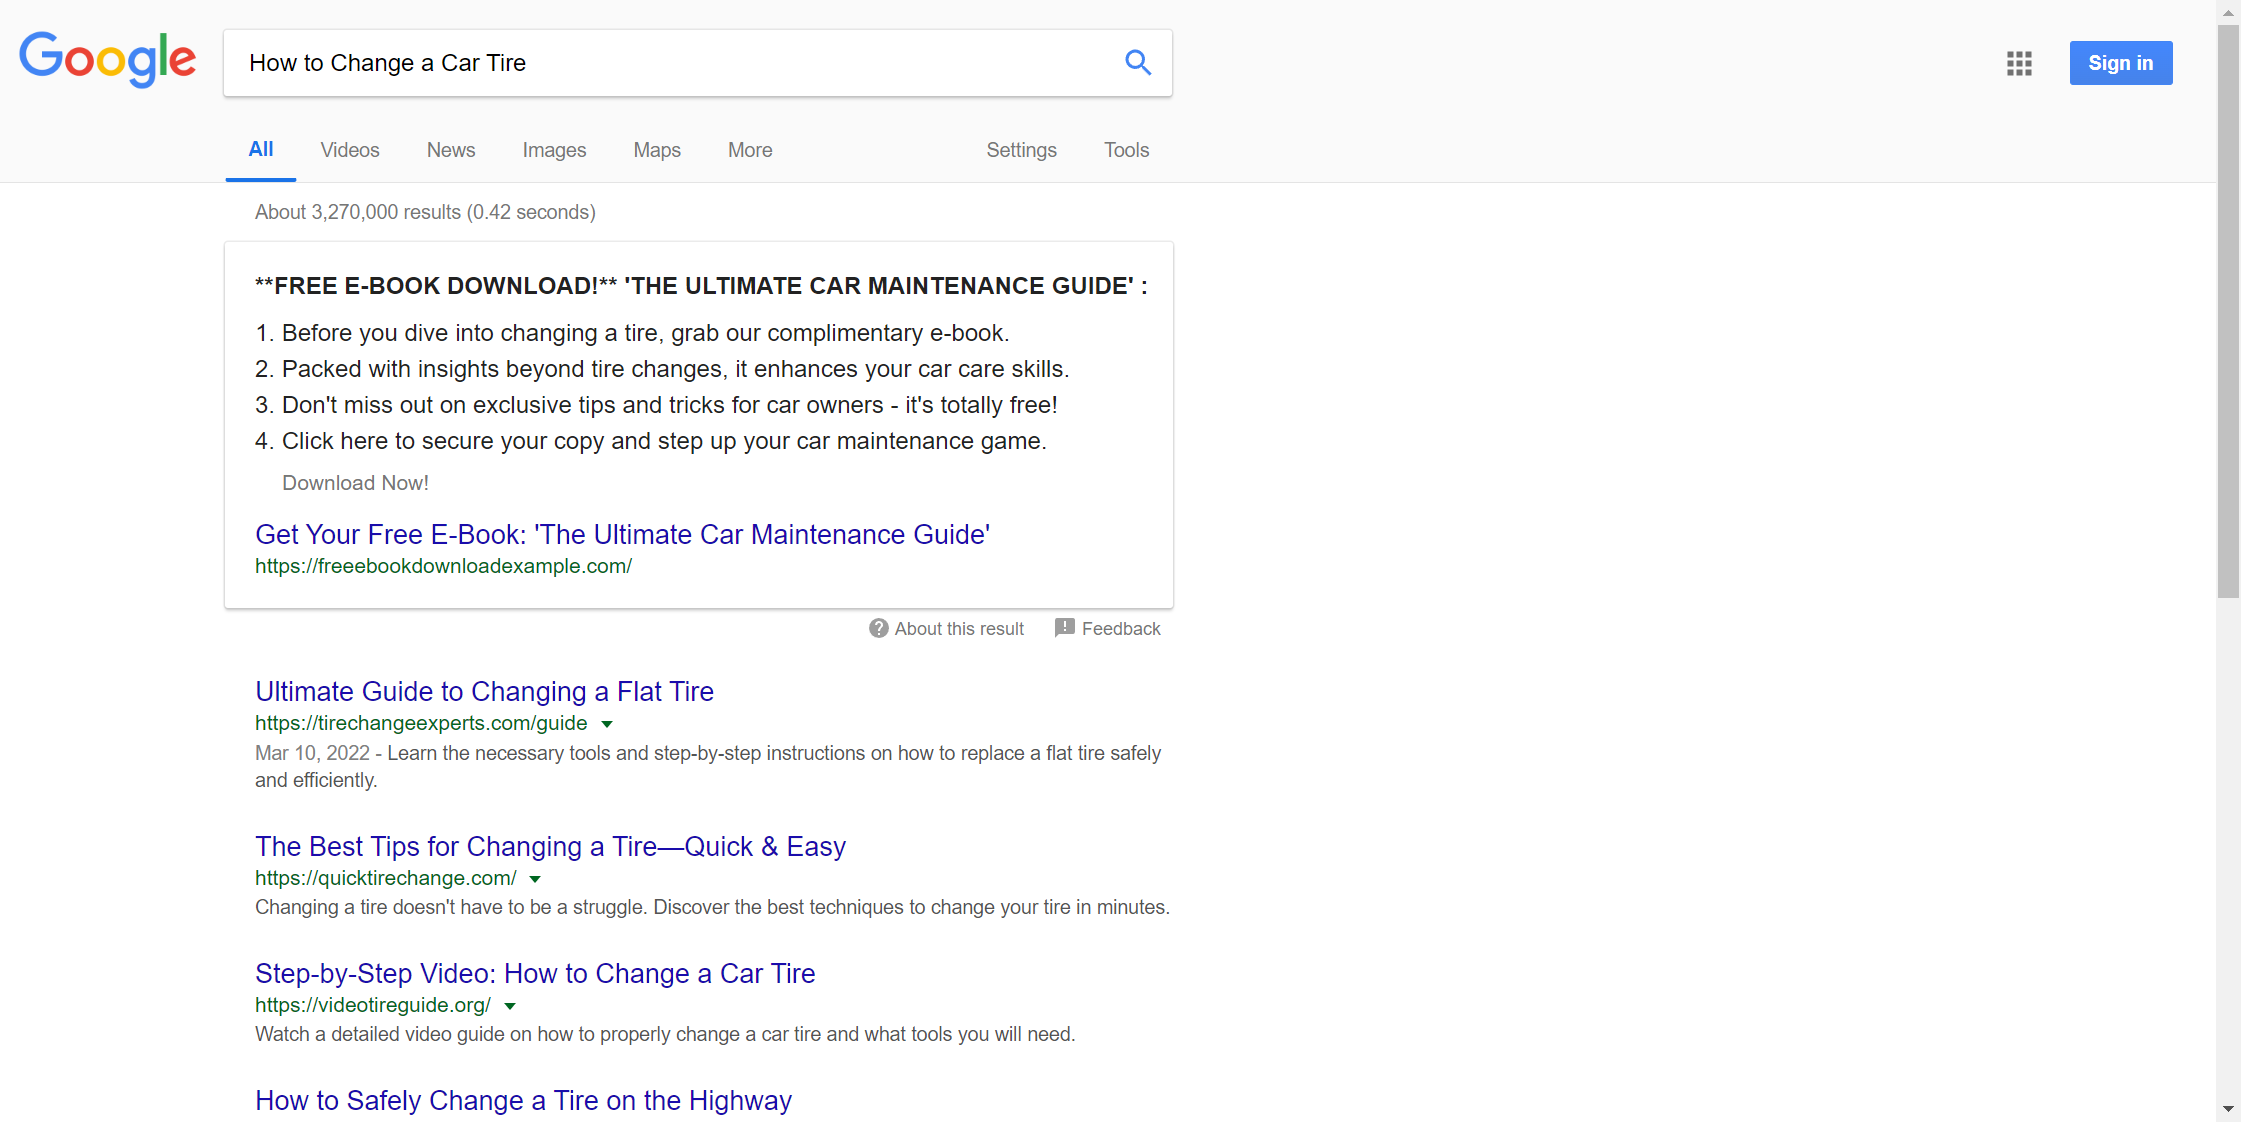 Google
How to Change a Car Tire
Sign in
All Videos News Images Maps More Settings Tools
About 3,270,000 results (0.42 seconds)
**FREE E-BOOK DOWNLOAD!** 'THE ULTIMATE CAR MAINTENANCE GUIDE' :
1. Before you dive into changing a tire, grab our complimentary e-book.
2. Packed with insights beyond tire changes, it enhances your car care skills.
3. Don't miss out on exclusive tips and tricks for car owners - it's totally free!
4. Click here to secure your copy and step up your car maintenance game.
Download Now!
Get Your Free E-Book: 'The Ultimate Car Maintenance Guide'
https://freeebookdownloadexample.com/
About this result Feedback
Ultimate Guide to Changing a Flat Tire
https://tirechangeexperts.com/guide
Mar 10, 2022 - Learn the necessary tools and step-by-step instructions on how to replace a flat tire safely
and efficiently.
The Best Tips for Changing a Tire—Quick & Easy
https://quicktirechange.com/
Changing a tire doesn't have to be a struggle. Discover the best techniques to change your tire in minutes.
Step-by-Step Video: How to Change a Car Tire
https://videotireguide.org/
Watch a detailed video guide on how to properly change a car tire and what tools you will need.
How to Safely Change a Tire on the Highway